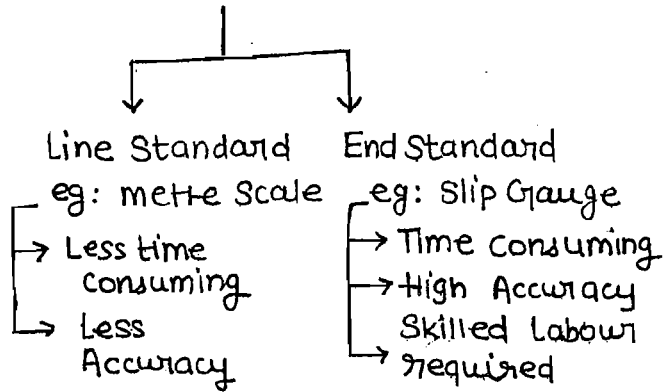 Line Standard
eg: metre Scale
Less time
consuming
Less
Accuracy
End Standard
eg: Slip Gauge
Time consuming
High Accuracy
Skilled Labour
required